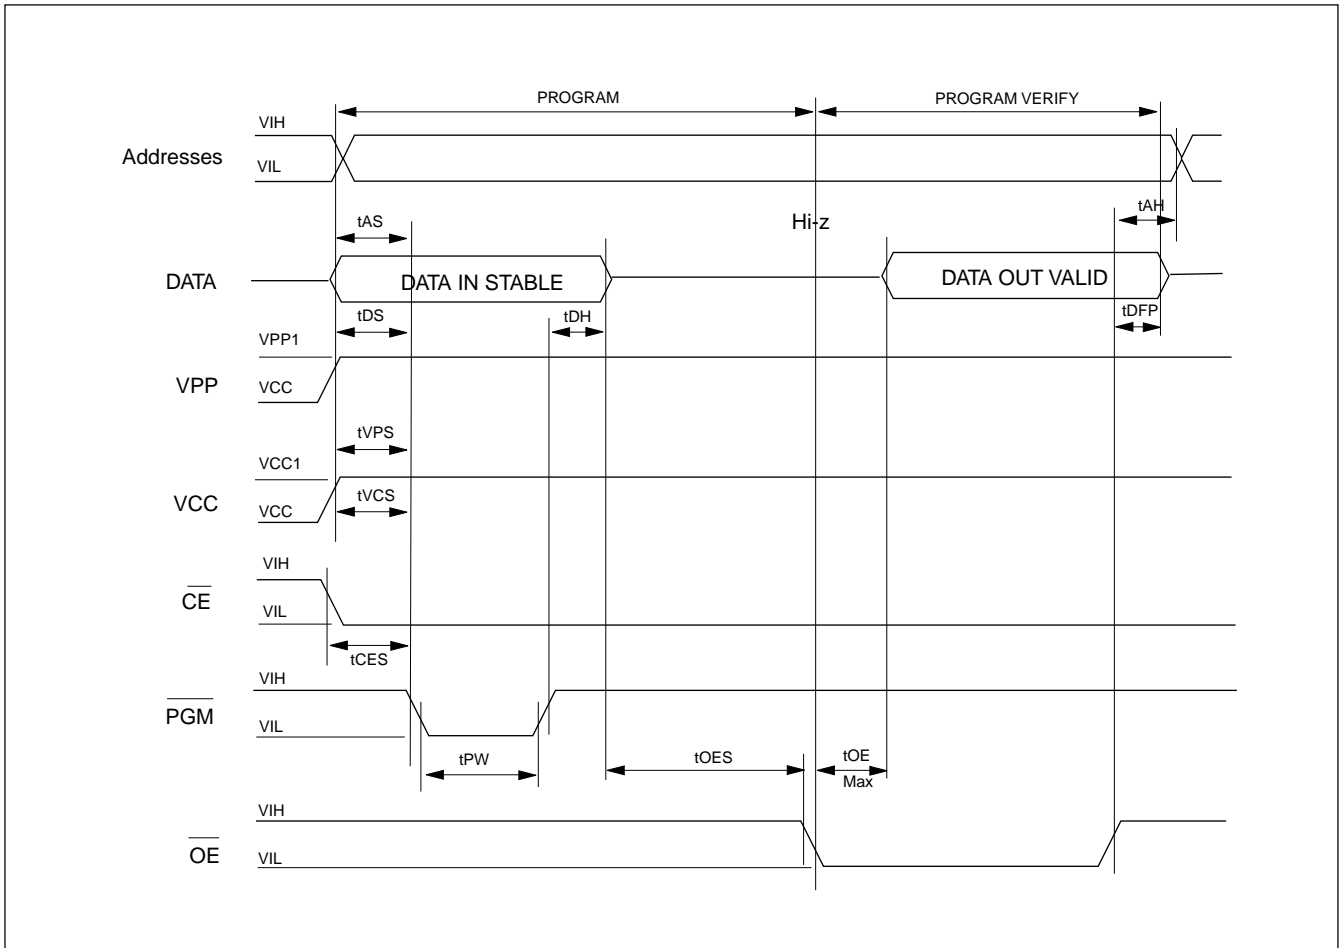 PROGRAM PROGRAM VERIFY
VIH
Addresses
VIL
tAS Hi-z tAH
DATA DATA IN STABLE DATA OUT VALID
tDS tDH tDFP
VPP1
VPP VCC
tVPS
VCC1
VCC VCC tVCS
VIH
CE
VIL
tCES
VIH
PGM
VIL
tPW tOES tOE
Max
VIH
OE
VIL